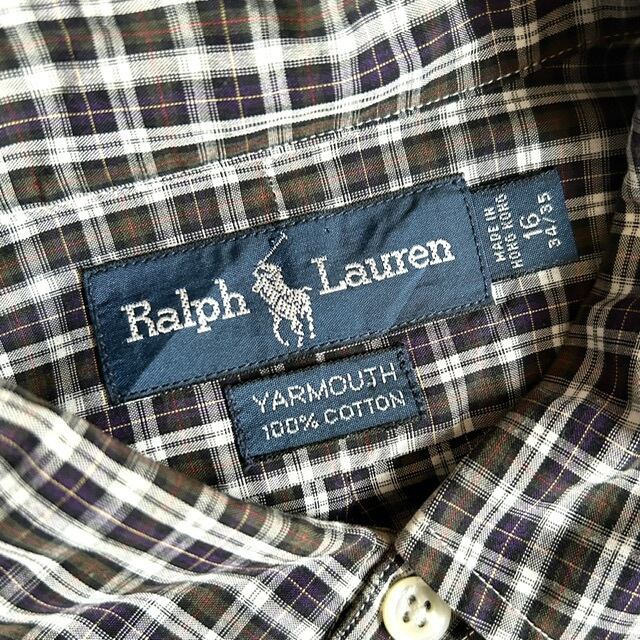 Ralph Lauren
MADE IN
HONG KONG
16
34/35
YARMOUTH
100% COTTON